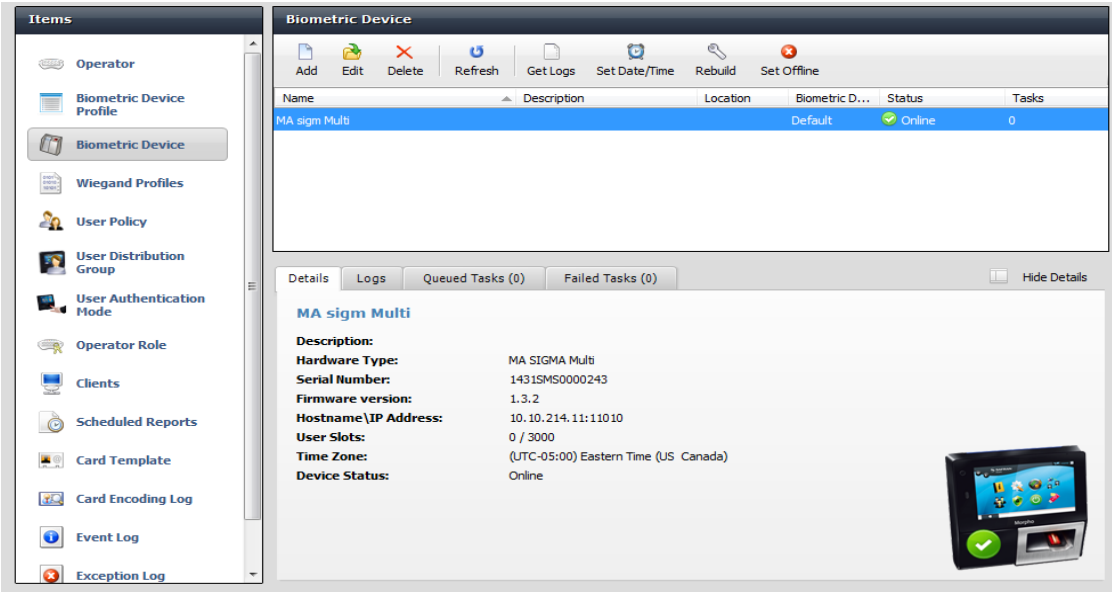 Items
Operator
Biometric Device
Profile
Biometric Device
Wiegand Profiles
User Policy
User Distribution
Group
User Authentication
Mode
Operator Role
Clients
Scheduled Reports
Card Template
Card Encoding Log
Event Log
Exception Log
Biometric Device
Add Edit Delete Refresh Get Logs Set Date/Time Rebuild Set Offline
Name Description Location Biometric D... Status Tasks
MA sigm Multi Default Online 0
Details Logs Queued Tasks (0) Failed Tasks (0) Hide Details
MA sigm Multi
Description:
Hardware Type: MA SIGMA Multi
Serial Number: 1431SMS0000243
Firmware version: 1.3.2
Hostname\IP Address: 10.10.214.11:11010
User Slots: 0 / 3000
Time Zone: (UTC-05:00) Eastern Time (US Canada)
Device Status: Online
Morpho